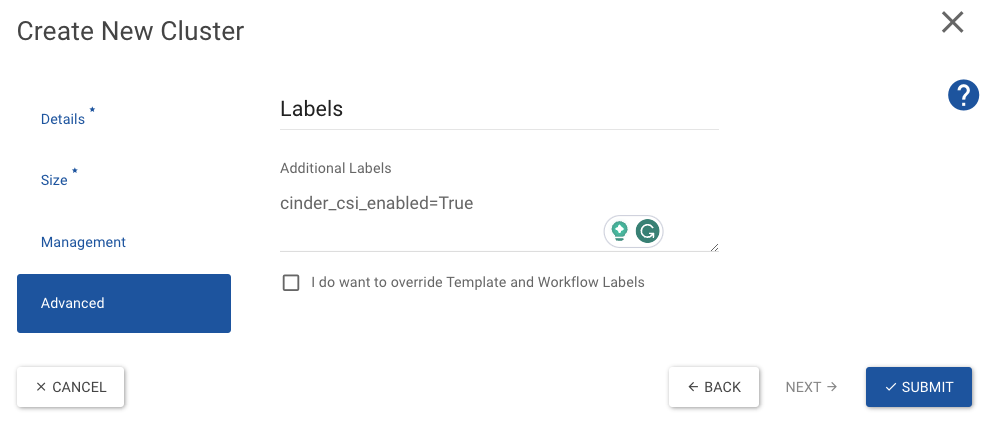 Create New Cluster
Details *
Size *
Management
Advanced
Labels
Additional Labels
cinder_csi_enabled=True
I do want to override Template and Workflow Labels
CANCEL
BACK
NEXT
SUBMIT
?